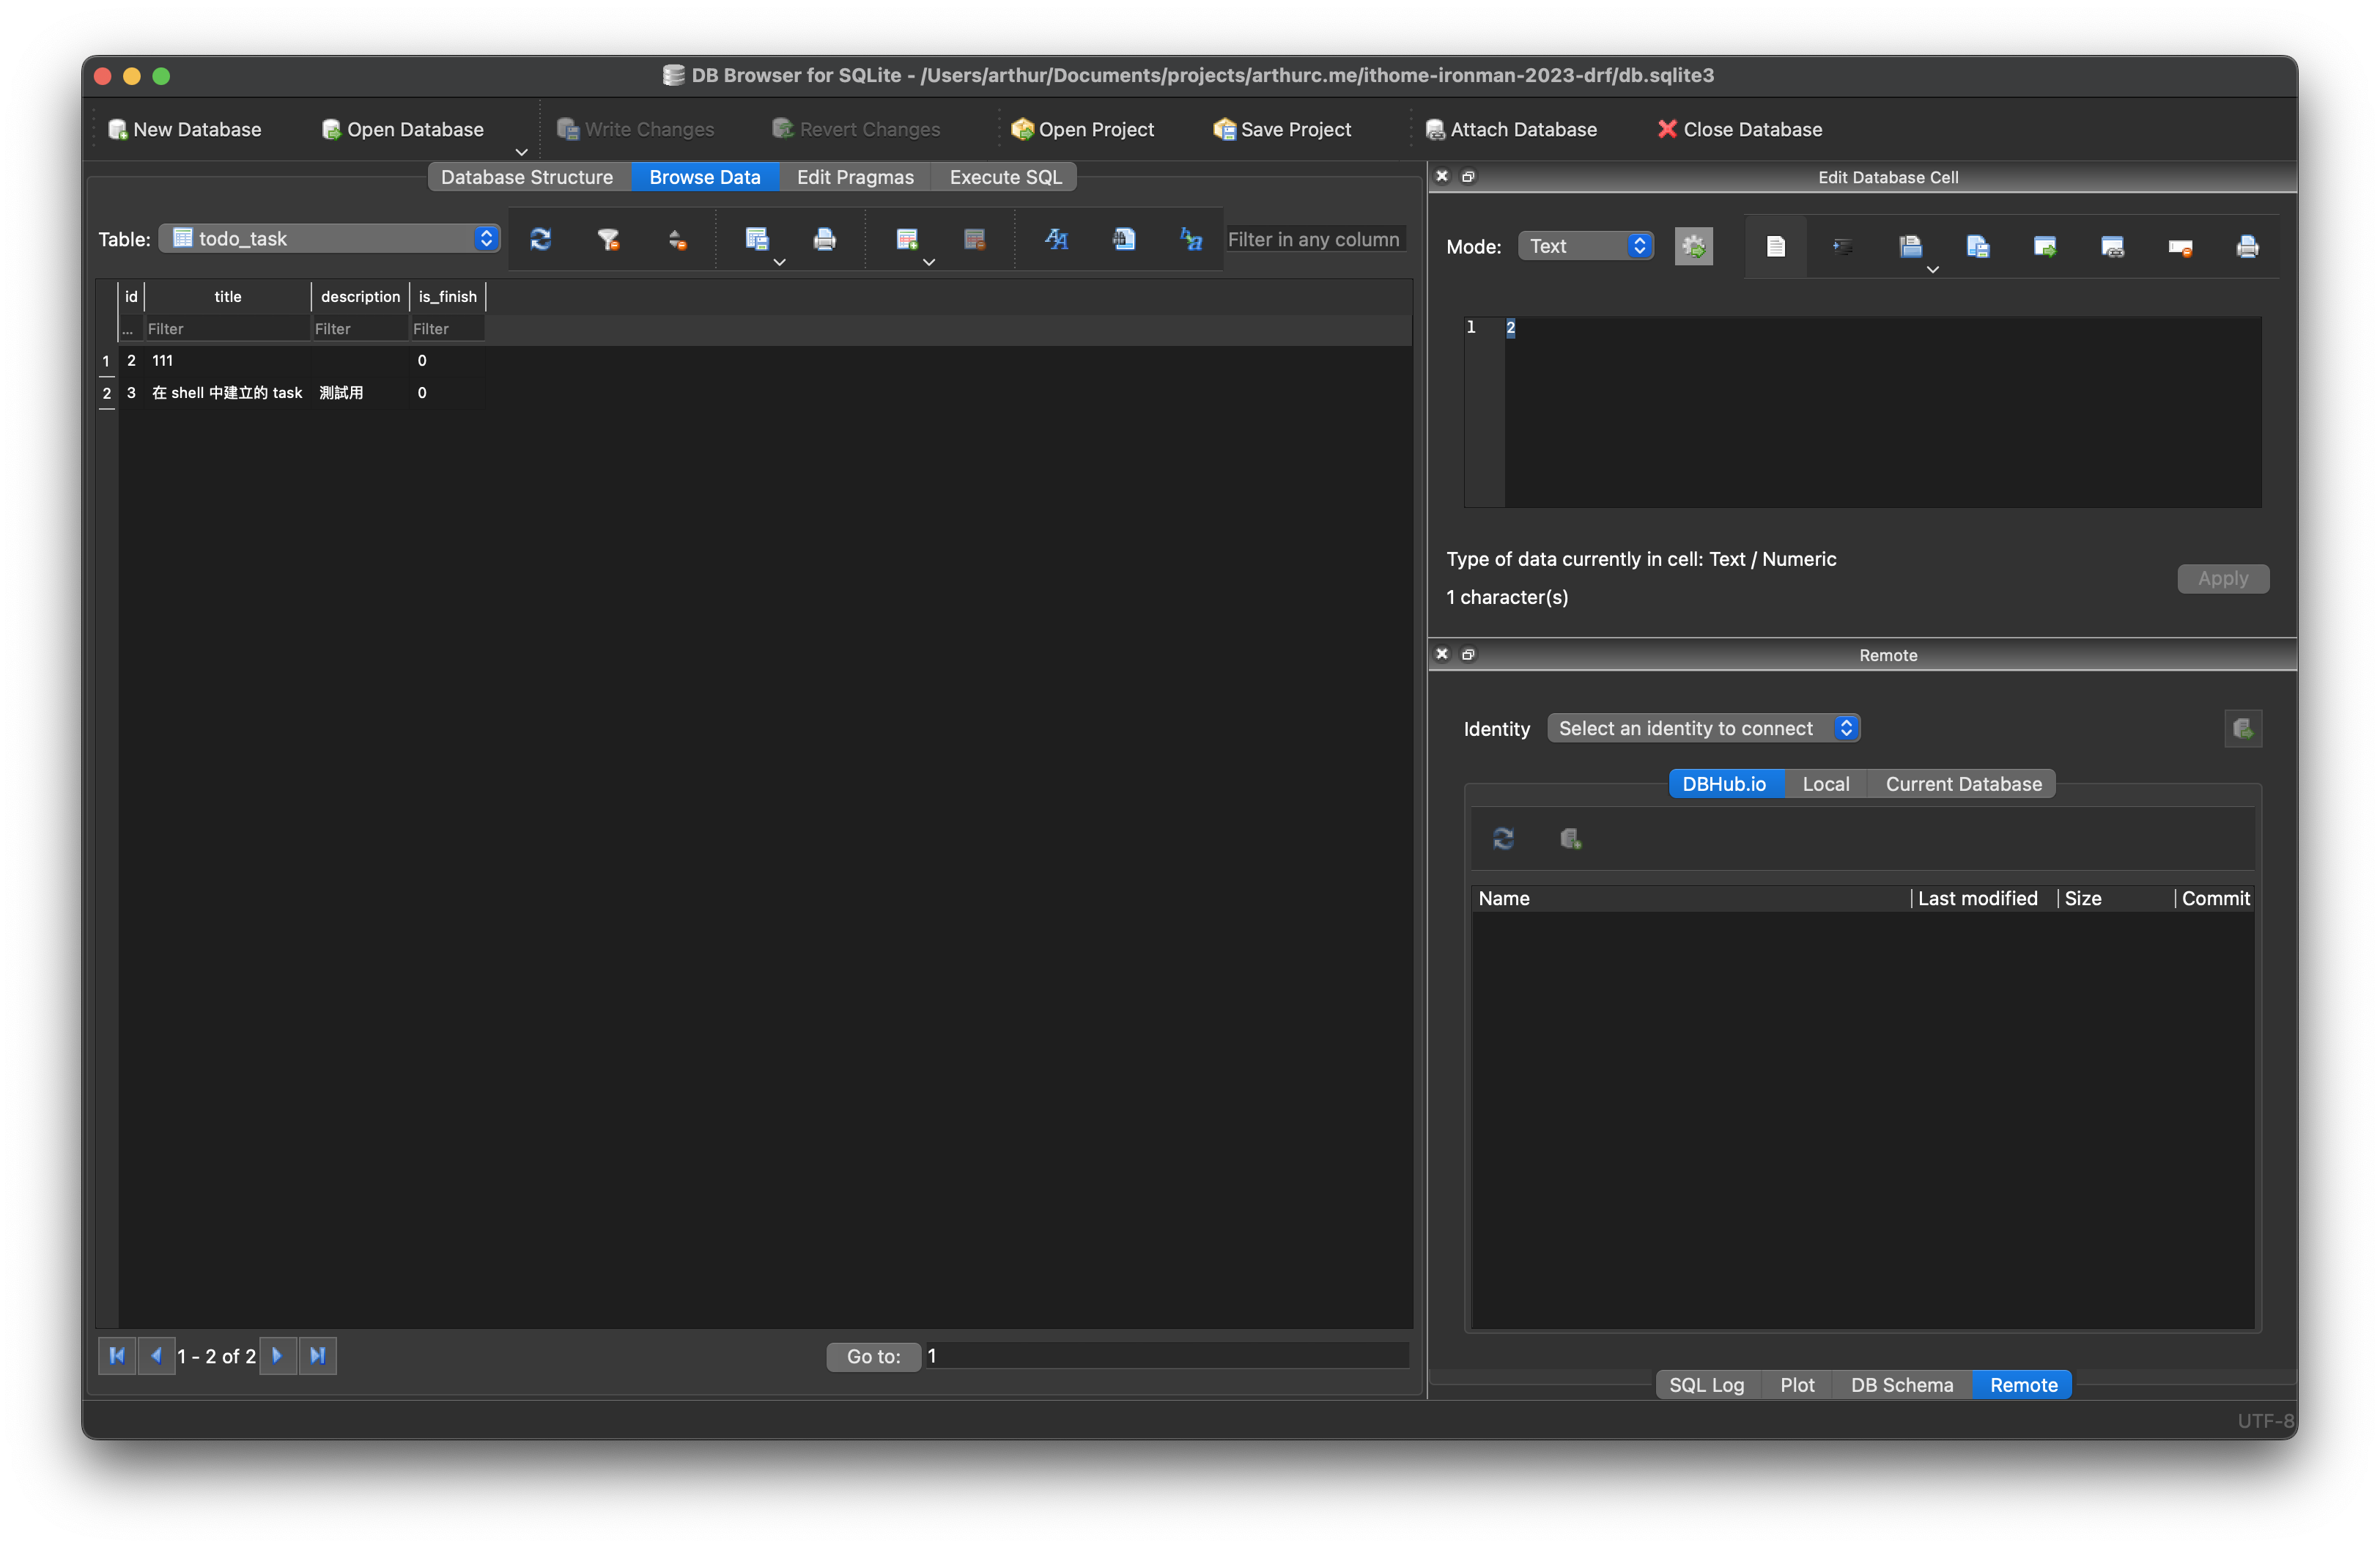 DB Browser for SQLite - /Users/arthur/Documents/projects/arthurc.me/ithome-ironman-2023-drf/db.sqlite3
New Database Open Database Write Changes Revert Changes Open Project Save Project Attach Database Close Database
Database Structure Browse Data Edit Pragmas Execute SQL
Table: todo_task Filter in any column
id title description is_finish
... Filter Filter Filter
1 2 111 0
2 3 在 shell 中建立的 task 測試用 0
1 - 2 of 2 Go to: 1
Edit Database Cell
Mode: Text
1 2
Type of data currently in cell: Text / Numeric
1 character(s)
Apply
Remote
Identity Select an identity to connect
DBHub.io Local Current Database
Name Last modified Size Commit
SQL Log Plot DB Schema Remote
UTF-8